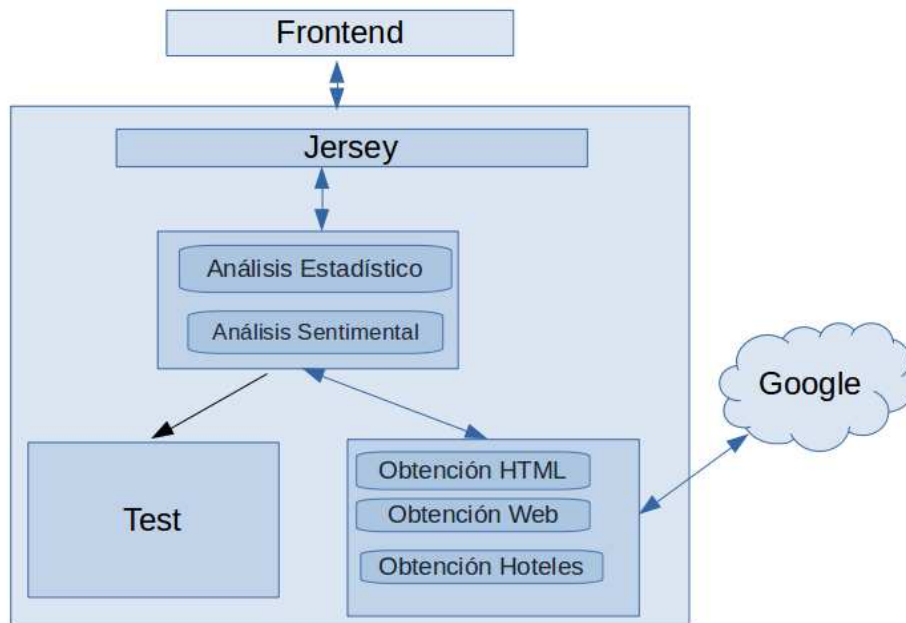 Frontend
Jersey
Análisis Estadístico
Análisis Sentimental
Google
Test
Obtención HTML
Obtención Web
Obtención Hoteles